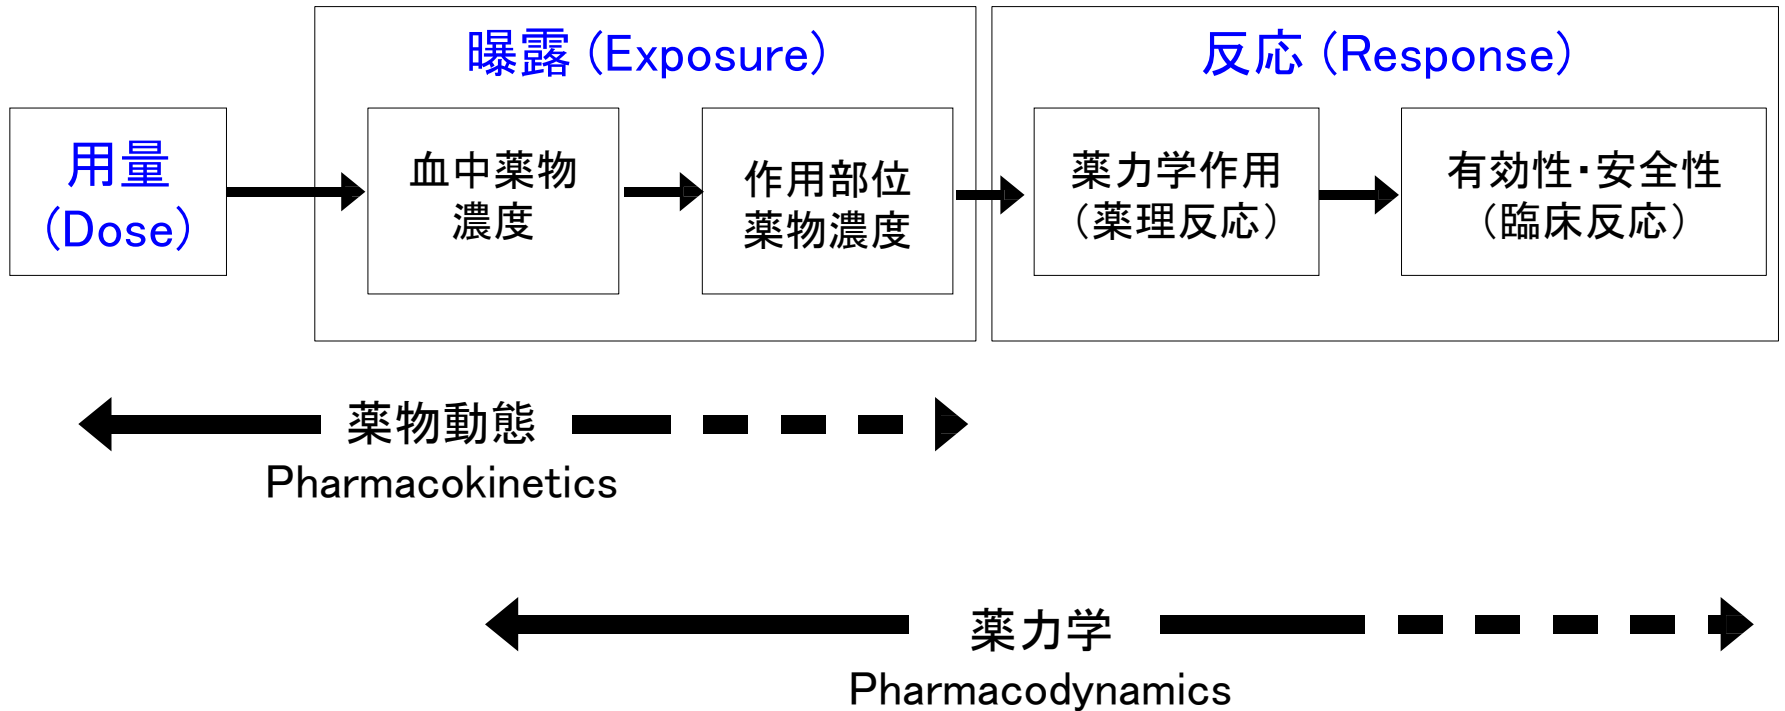 曝露 (Exposure)
反応 (Response)
用量
(Dose)
血中薬物
濃度
作用部位
薬物濃度
薬力学作用
(薬理反応)
有効性・安全性
(臨床反応)
薬物動態
Pharmacokinetics
薬力学
Pharmacodynamics